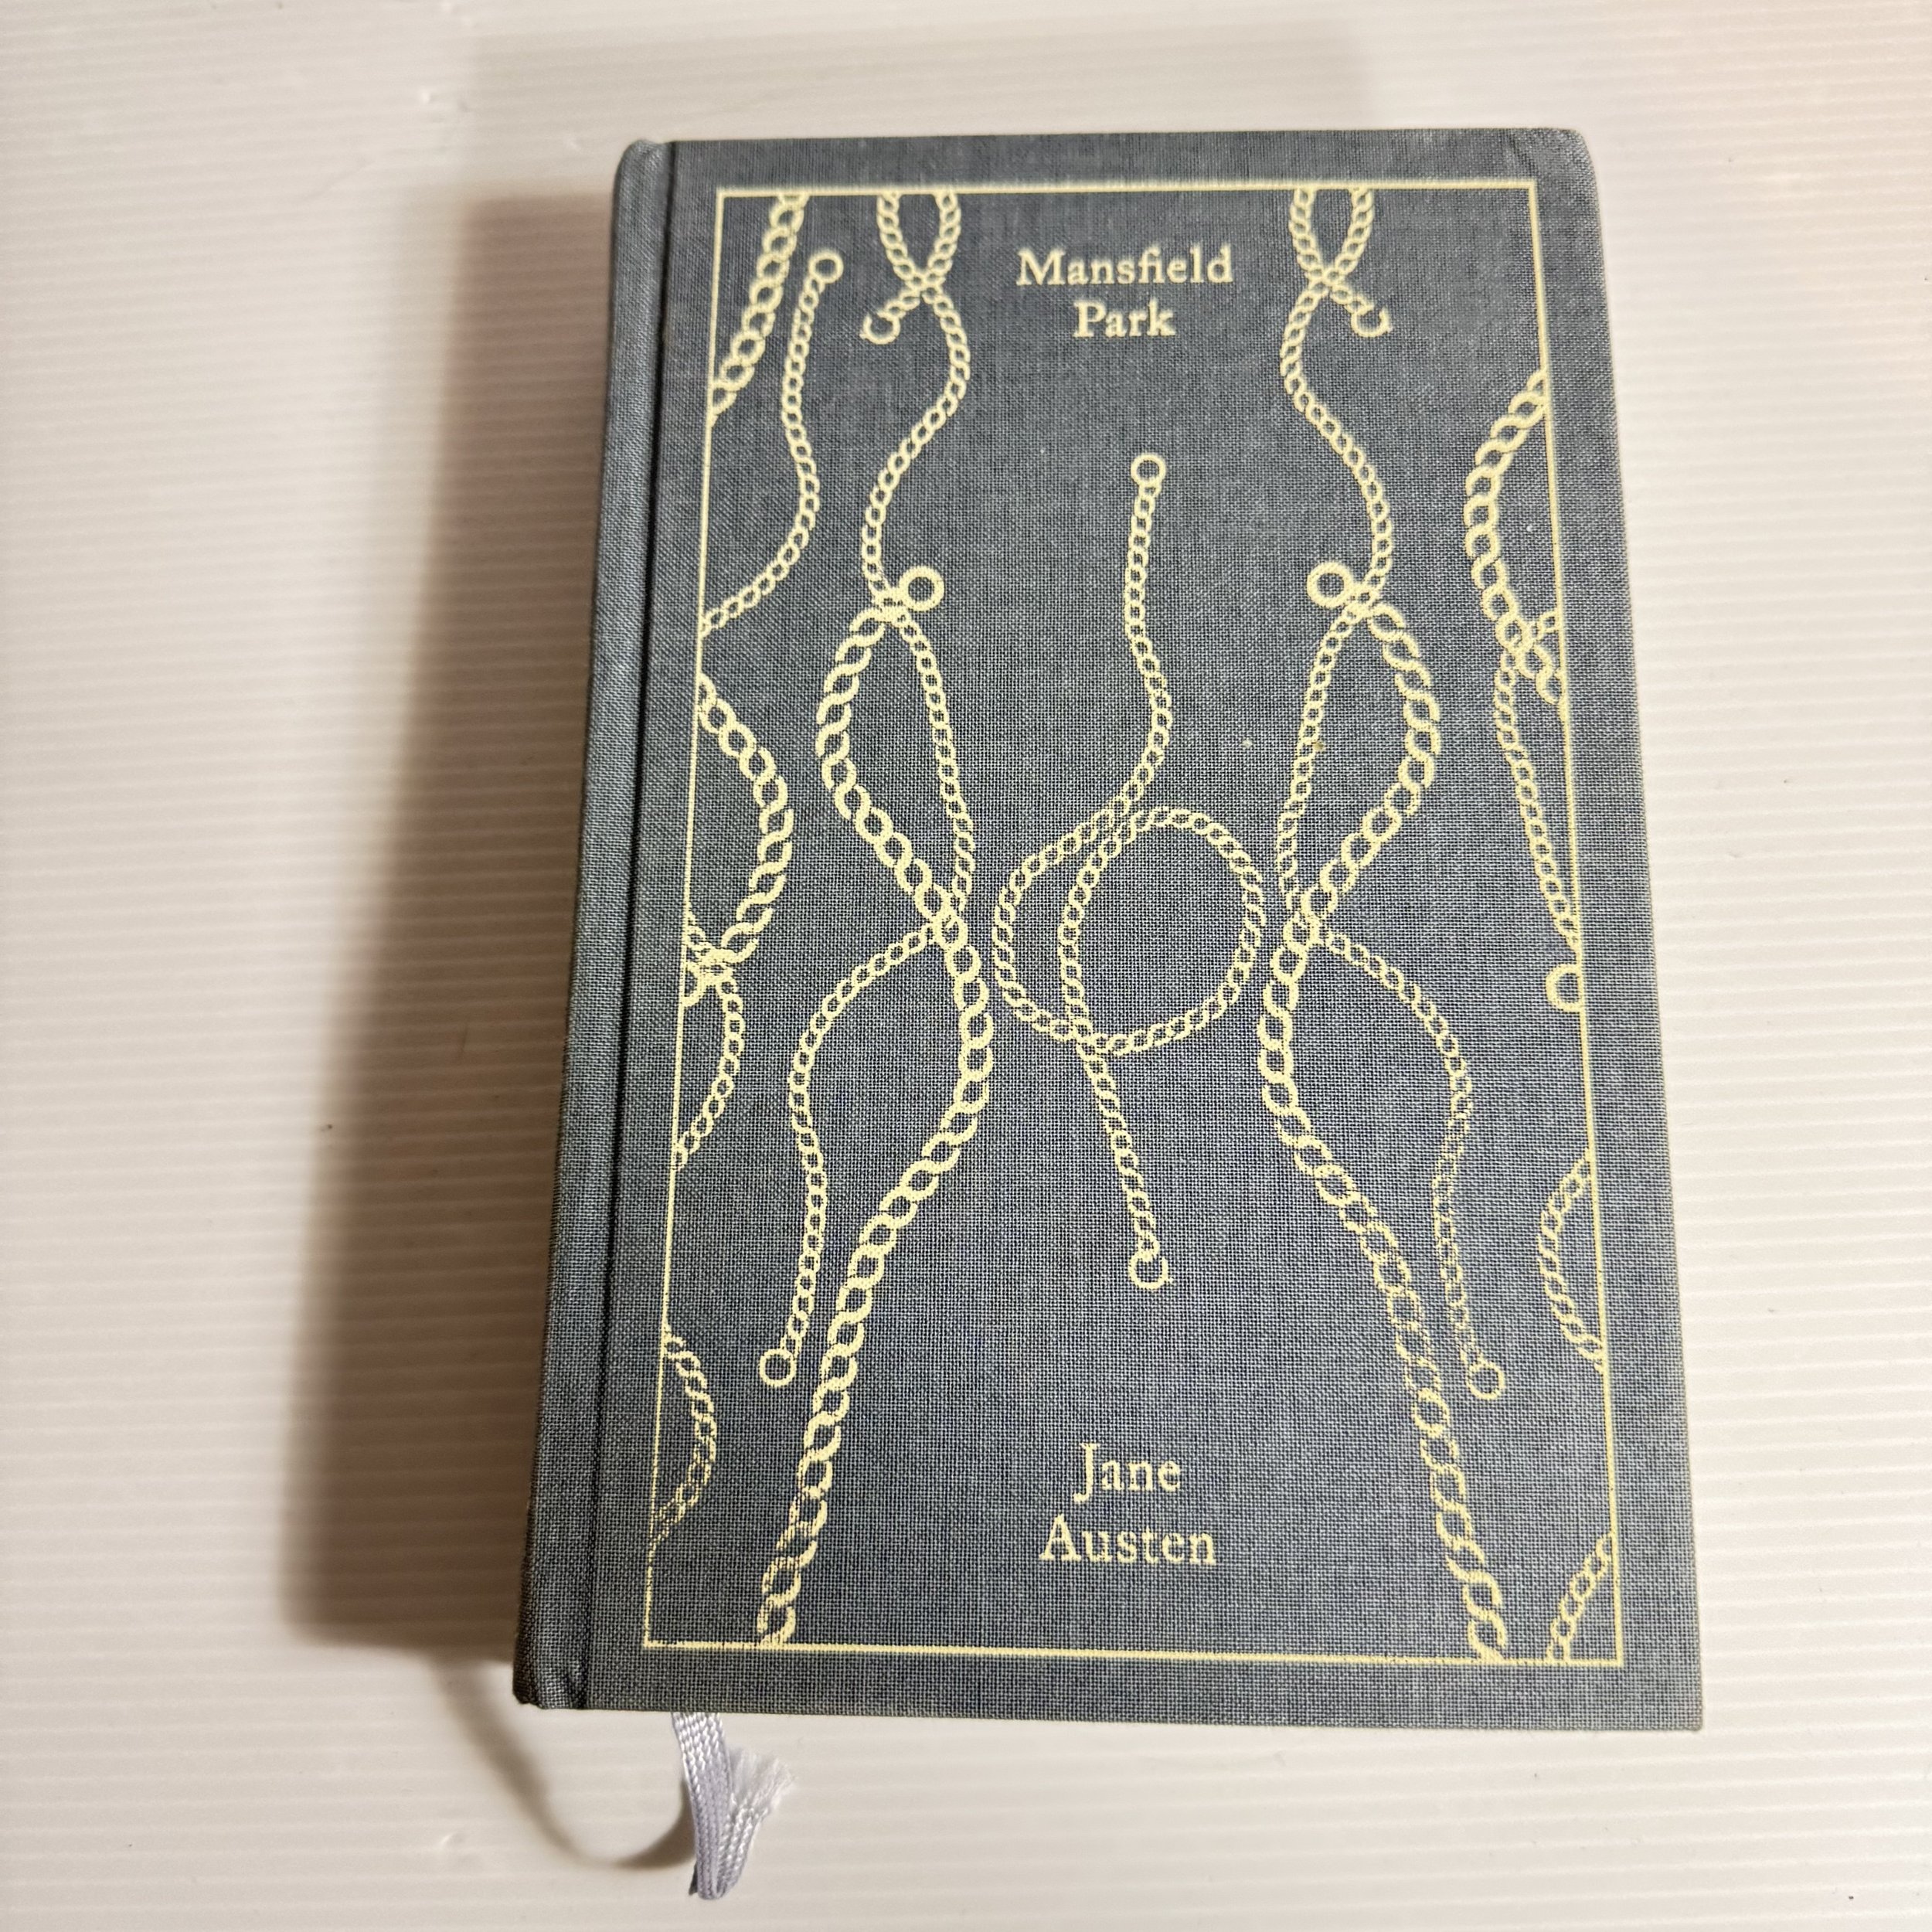 Mansfield
Park
Jane
Austen